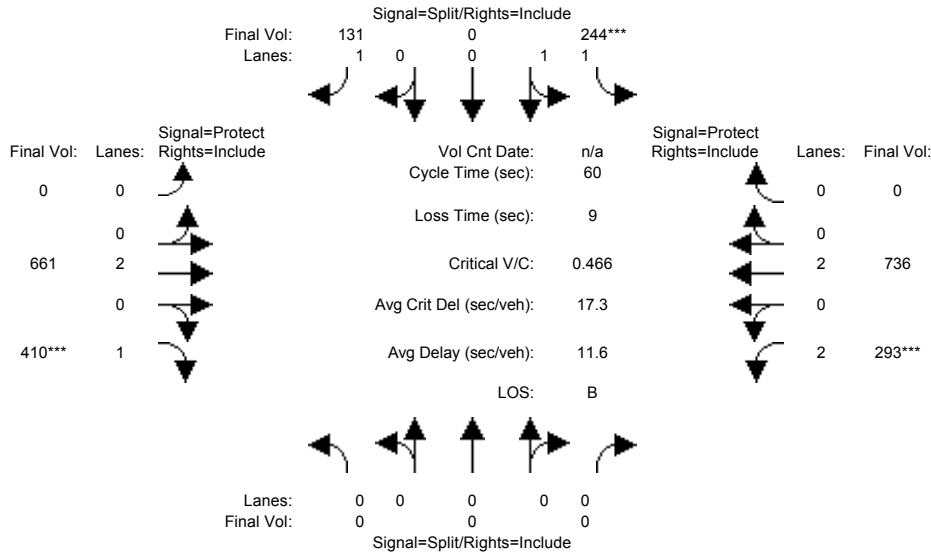 Signal=Split/Rights=Include
Final Vol: 131 0 244***
Lanes: 1 0 0 1 1
Signal=Protect Signal=Protect
Final Vol: Lanes: Rights=Include Vol Cnt Date: n/a Rights=Include Lanes: Final Vol:
Cycle Time (sec): 60
0 0 0 0
Loss Time (sec): 9
0 0
661 2 Critical V/C: 0.466 2 736
0 Avg Crit Del (sec/veh): 17.3 0
410*** 1 Avg Delay (sec/veh): 11.6 2 293***
LOS: B
Lanes: 0 0 0 0 0
Final Vol: 0 0 0
Signal=Split/Rights=Include